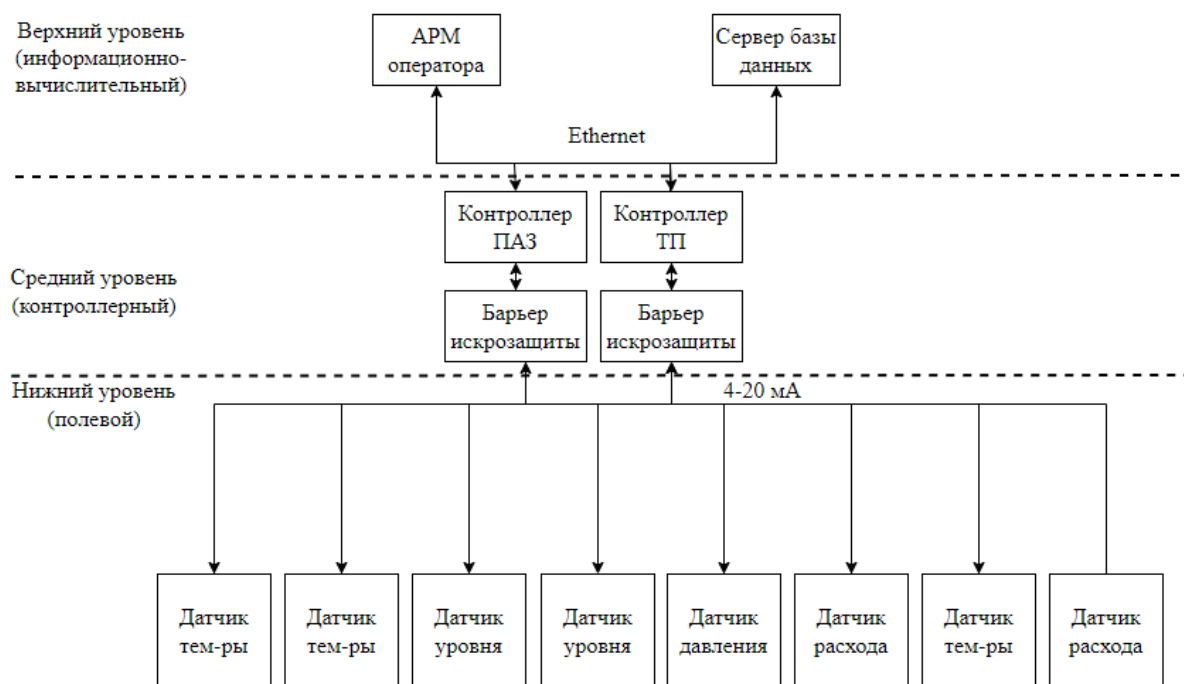 Верхний уровень
(информационно-
вычислительный)
АРМ
оператора
Сервер базы
данных
Ethernet
Контроллер
ПАЗ
Контроллер
ТП
Средний уровень
(контроллерный)
Барьер
искрозащиты
Барьер
искрозащиты
Нижний уровень
(полевой)
4-20 мА
Датчик
тем-ры
Датчик
тем-ры
Датчик
уровня
Датчик
уровня
Датчик
давления
Датчик
расхода
Датчик
тем-ры
Датчик
расхода